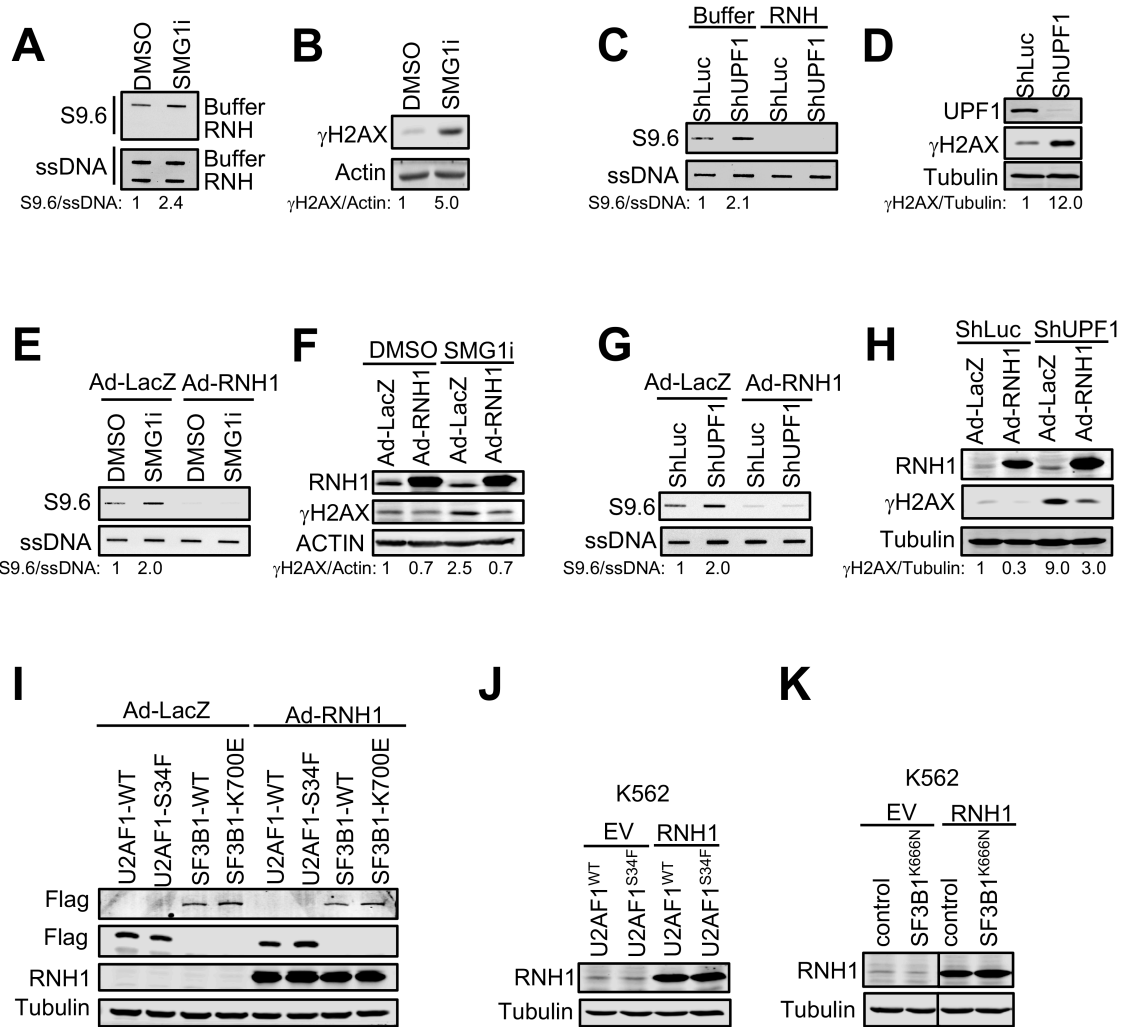 A
DMSO
SMG1i
S9.6
Buffer
RNH
ssDNA
Buffer
RNH
S9.6/ssDNA: 1 2.4
B
DMSO
SMG1i
γH2AX
Actin
γH2AX/Actin: 1 5.0
C
Buffer RNH
ShLuc
ShUPF1
ShLuc
ShUPF1
S9.6
ssDNA
S9.6/ssDNA: 1 2.1
D
ShLuc
ShUPF1
UPF1
γH2AX
Tubulin
γH2AX/Tubulin: 1 12.0
E
Ad-LacZ Ad-RNH1
DMSO
SMG1i
DMSO
SMG1i
S9.6
ssDNA
S9.6/ssDNA: 1 2.0
F
DMSO SMG1i
Ad-LacZ
Ad-RNH1
Ad-LacZ
Ad-RNH1
RNH1
γH2AX
ACTIN
γH2AX/Actin: 1 0.7 2.5 0.7
G
Ad-LacZ Ad-RNH1
ShLuc
ShUPF1
ShLuc
ShUPF1
S9.6
ssDNA
S9.6/ssDNA: 1 2.0
H
ShLuc ShUPF1
Ad-LacZ
Ad-RNH1
Ad-LacZ
Ad-RNH1
RNH1
γH2AX
Tubulin
γH2AX/Tubulin: 1 0.3 9.0 3.0
I
Ad-LacZ Ad-RNH1
U2AF1-WT
U2AF1-S34F
SF3B1-WT
SF3B1-K700E
U2AF1-WT
U2AF1-S34F
SF3B1-WT
SF3B1-K700E
Flag
Flag
RNH1
Tubulin
J
K562
EV RNH1
U2AF1WT
U2AF1S34F
U2AF1WT
U2AF1S34F
RNH1
Tubulin
K
K562
EV RNH1
control
SF3B1K666N
control
SF3B1K666N
RNH1
Tubulin